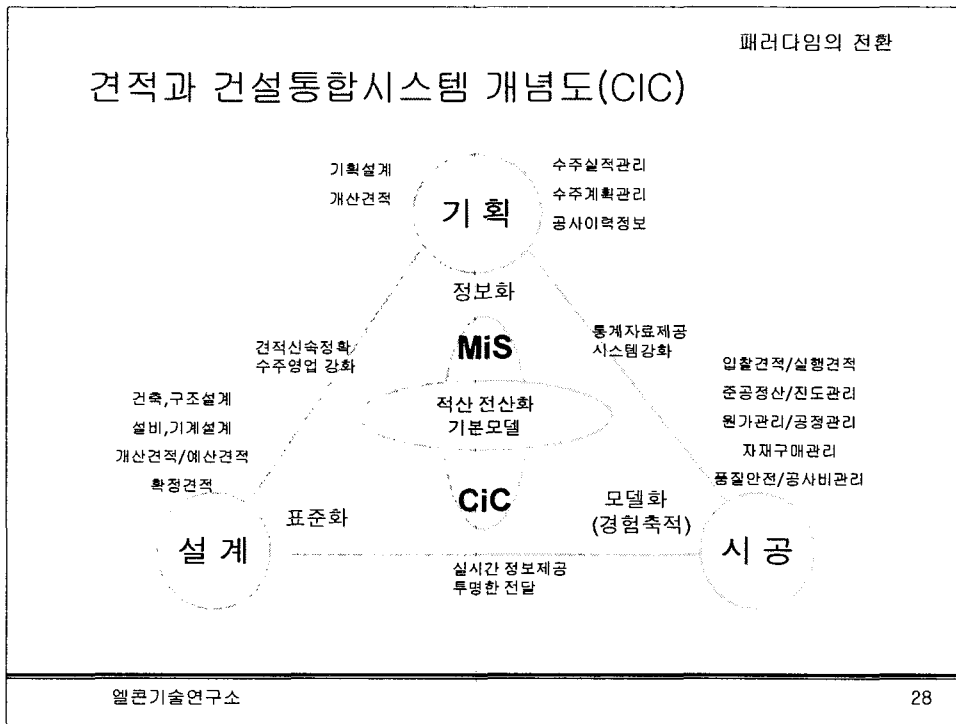 패러다임의 전환
견적과 건설통합시스템 개념도(CIC)
기획설계
개산견적
기 획
수주실적관리
수주계획관리
공사이력정보
정보화
견적신속정확
수주영업 강화
MiS
통계자료제공
시스템강화
적산 전산화
기본모델
건축,구조설계
설비,기계설계
개산견적/예산견적
확정견적
입찰견적/실행견적
준공정산/진도관리
원가관리/공정관리
자재구매관리
품질안전/공사비관리
CiC
표준화
모델화
(경험축적)
설 계
시 공
실시간 정보제공
투명한 전달
엘콘기술연구소
28